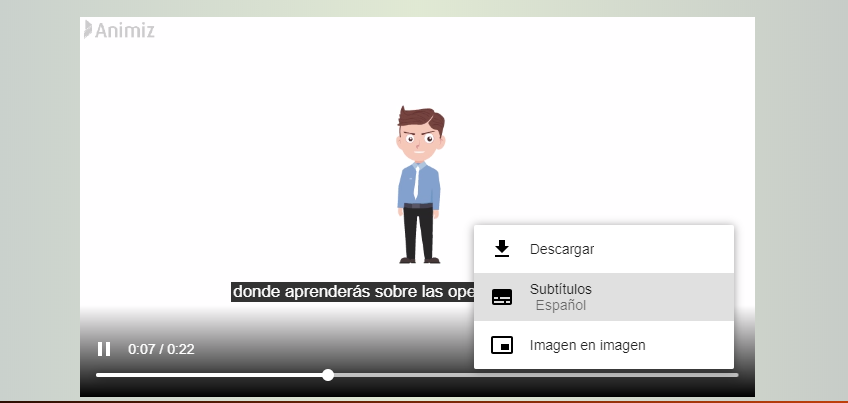 Animiz
donde aprenderás sobre las ope
Descargar
Subtítulos
Español
Imagen en imagen
0:07 / 0:22